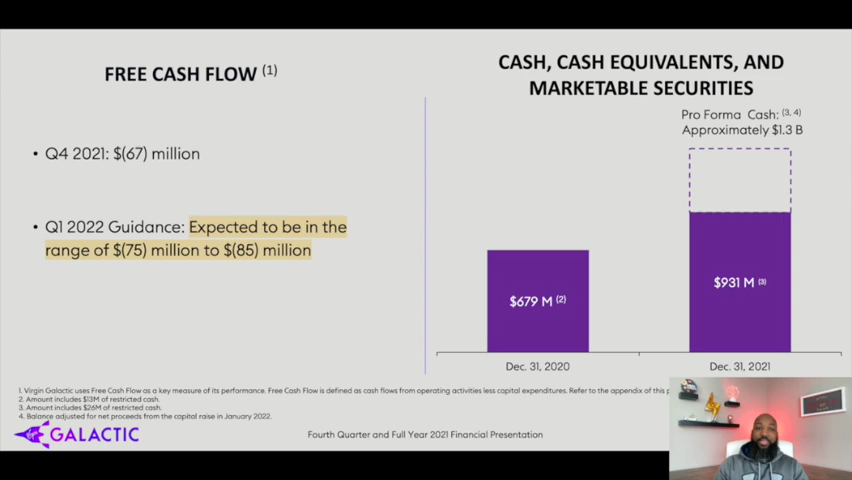 FREE CASH FLOW (1)
• Q4 2021: $(67) million
• Q1 2022 Guidance: Expected to be in the
range of $(75) million to $(85) million
CASH, CASH EQUIVALENTS, AND
MARKETABLE SECURITIES
Pro Forma Cash: (3, 4)
Approximately $1.3 B
$679 M (2)
$931 M (3)
Dec. 31, 2020
Dec. 31, 2021
1. Virgin Galactic uses Free Cash Flow as a key measure of its performance. Free Cash Flow is defined as cash flows from operating activities less capital expenditures. Refer to the appendix of this
2. Amount includes $13M of restricted cash.
3. Amount includes $26M of restricted cash.
4. Balance adjusted for net proceeds from the capital raise in January 2022.
GALACTIC
Fourth Quarter and Full Year 2021 Financial Presentation